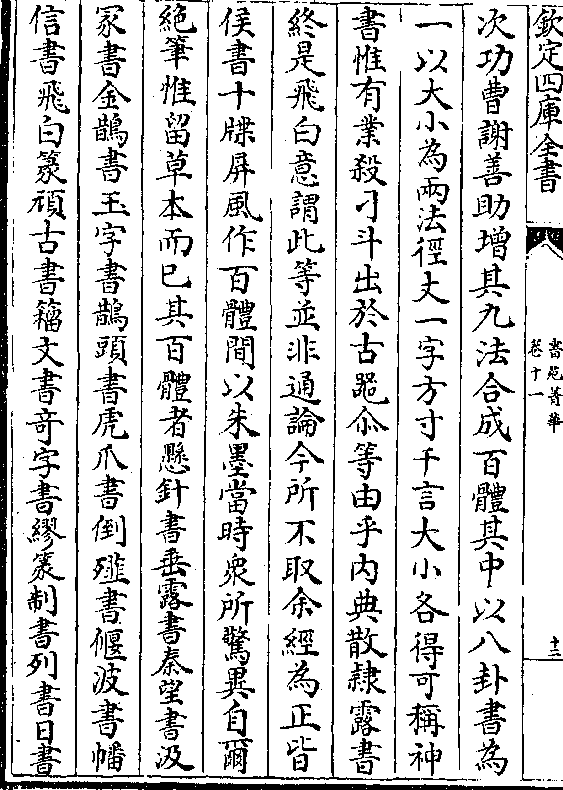 欽定四庫全書
書苑菁華
卷十一
十三
次功曹謝善助增其九法合成百體其中以八卦書為
一以大小為兩法徑丈一字方寸千言大小各得可稱神
書惟有業殺刁斗出於古器众等由乎内典散隸露書
終是飛白意謂此等並非通論今所不取余經為正皆
侯書十牒屏風作百體間以朱墨當時衆所驚異自爾
絶筆惟留草本而已其百體者懸針書垂露書秦望書汲
冢書金鵲書玉字書鵠頭書虎爪書倒薤書偃波書幡
信書飛白篆頑古書籀文書竒字書繆篆制書列書日書